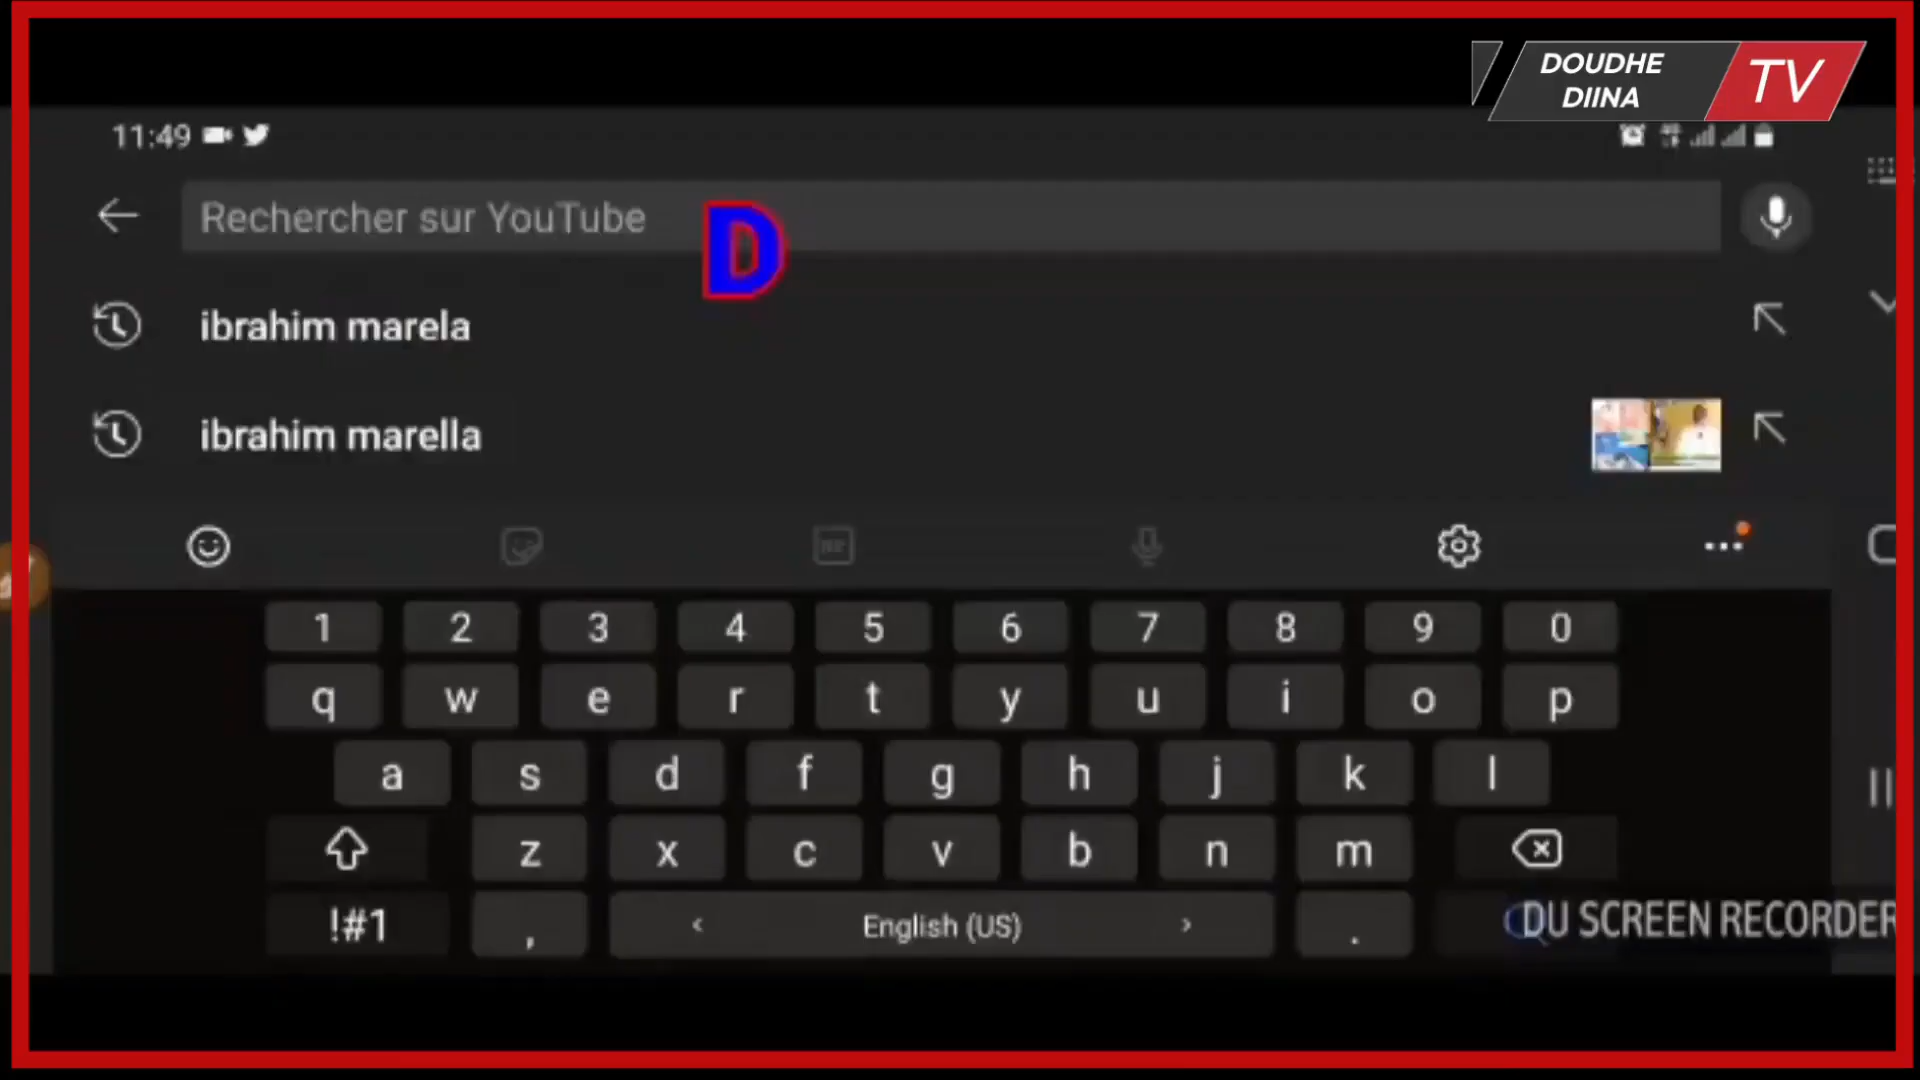 DOUDHE
DIINA
TV
11:49
Rechercher sur YouTube
D
ibrahim marela
ibrahim marella
1 2 3 4 5 6 7 8 9 0
q w e r t y u i o p
a s d f g h j k l
z x c v b n m
!#1 , < English (US) > .
DU SCREEN RECORDER